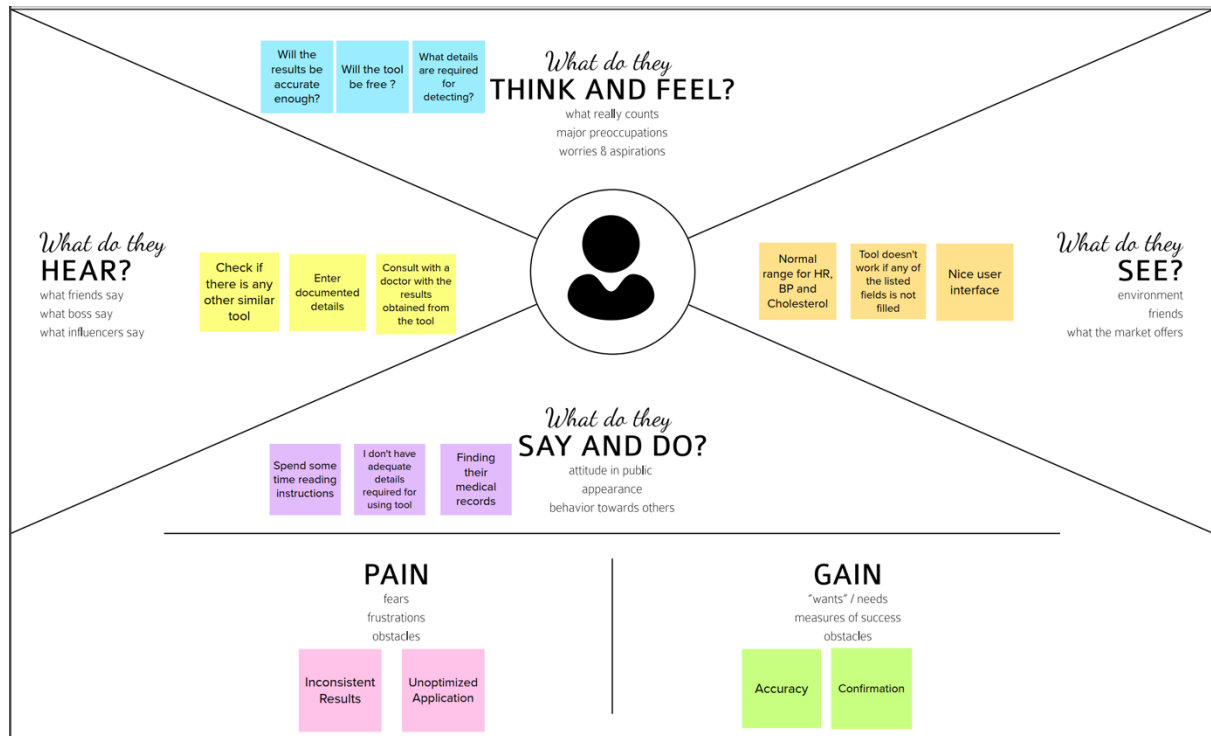 Will the
results be
accurate
enough?
Will the tool
be free ?
What details
are required
for
detecting?
What do they
THINK AND FEEL?
what really counts
major preoccupations
worries & aspirations
What do they
HEAR?
what friends say
what boss say
what influencers say
Check if
there is any
other similar
tool
Enter
documented
details
Consult with a
doctor with the
results
obtained from
the tool
Normal
range for HR,
BP and
Cholesterol
Tool doesn't
work if any of
the listed
fields is not
filled
Nice user
interface
What do they
SEE?
environment
friends
what the market offers
What do they
SAY AND DO?
attitude in public
appearance
behavior towards others
Spend some
time reading
instructions
I don't have
adequate
details
required for
using tool
Finding
their
medical
records
PAIN
fears
frustrations
obstacles
Inconsistent
Results
Unoptimized
Application
GAIN
"wants" / needs
measures of success
obstacles
Accuracy
Confirmation